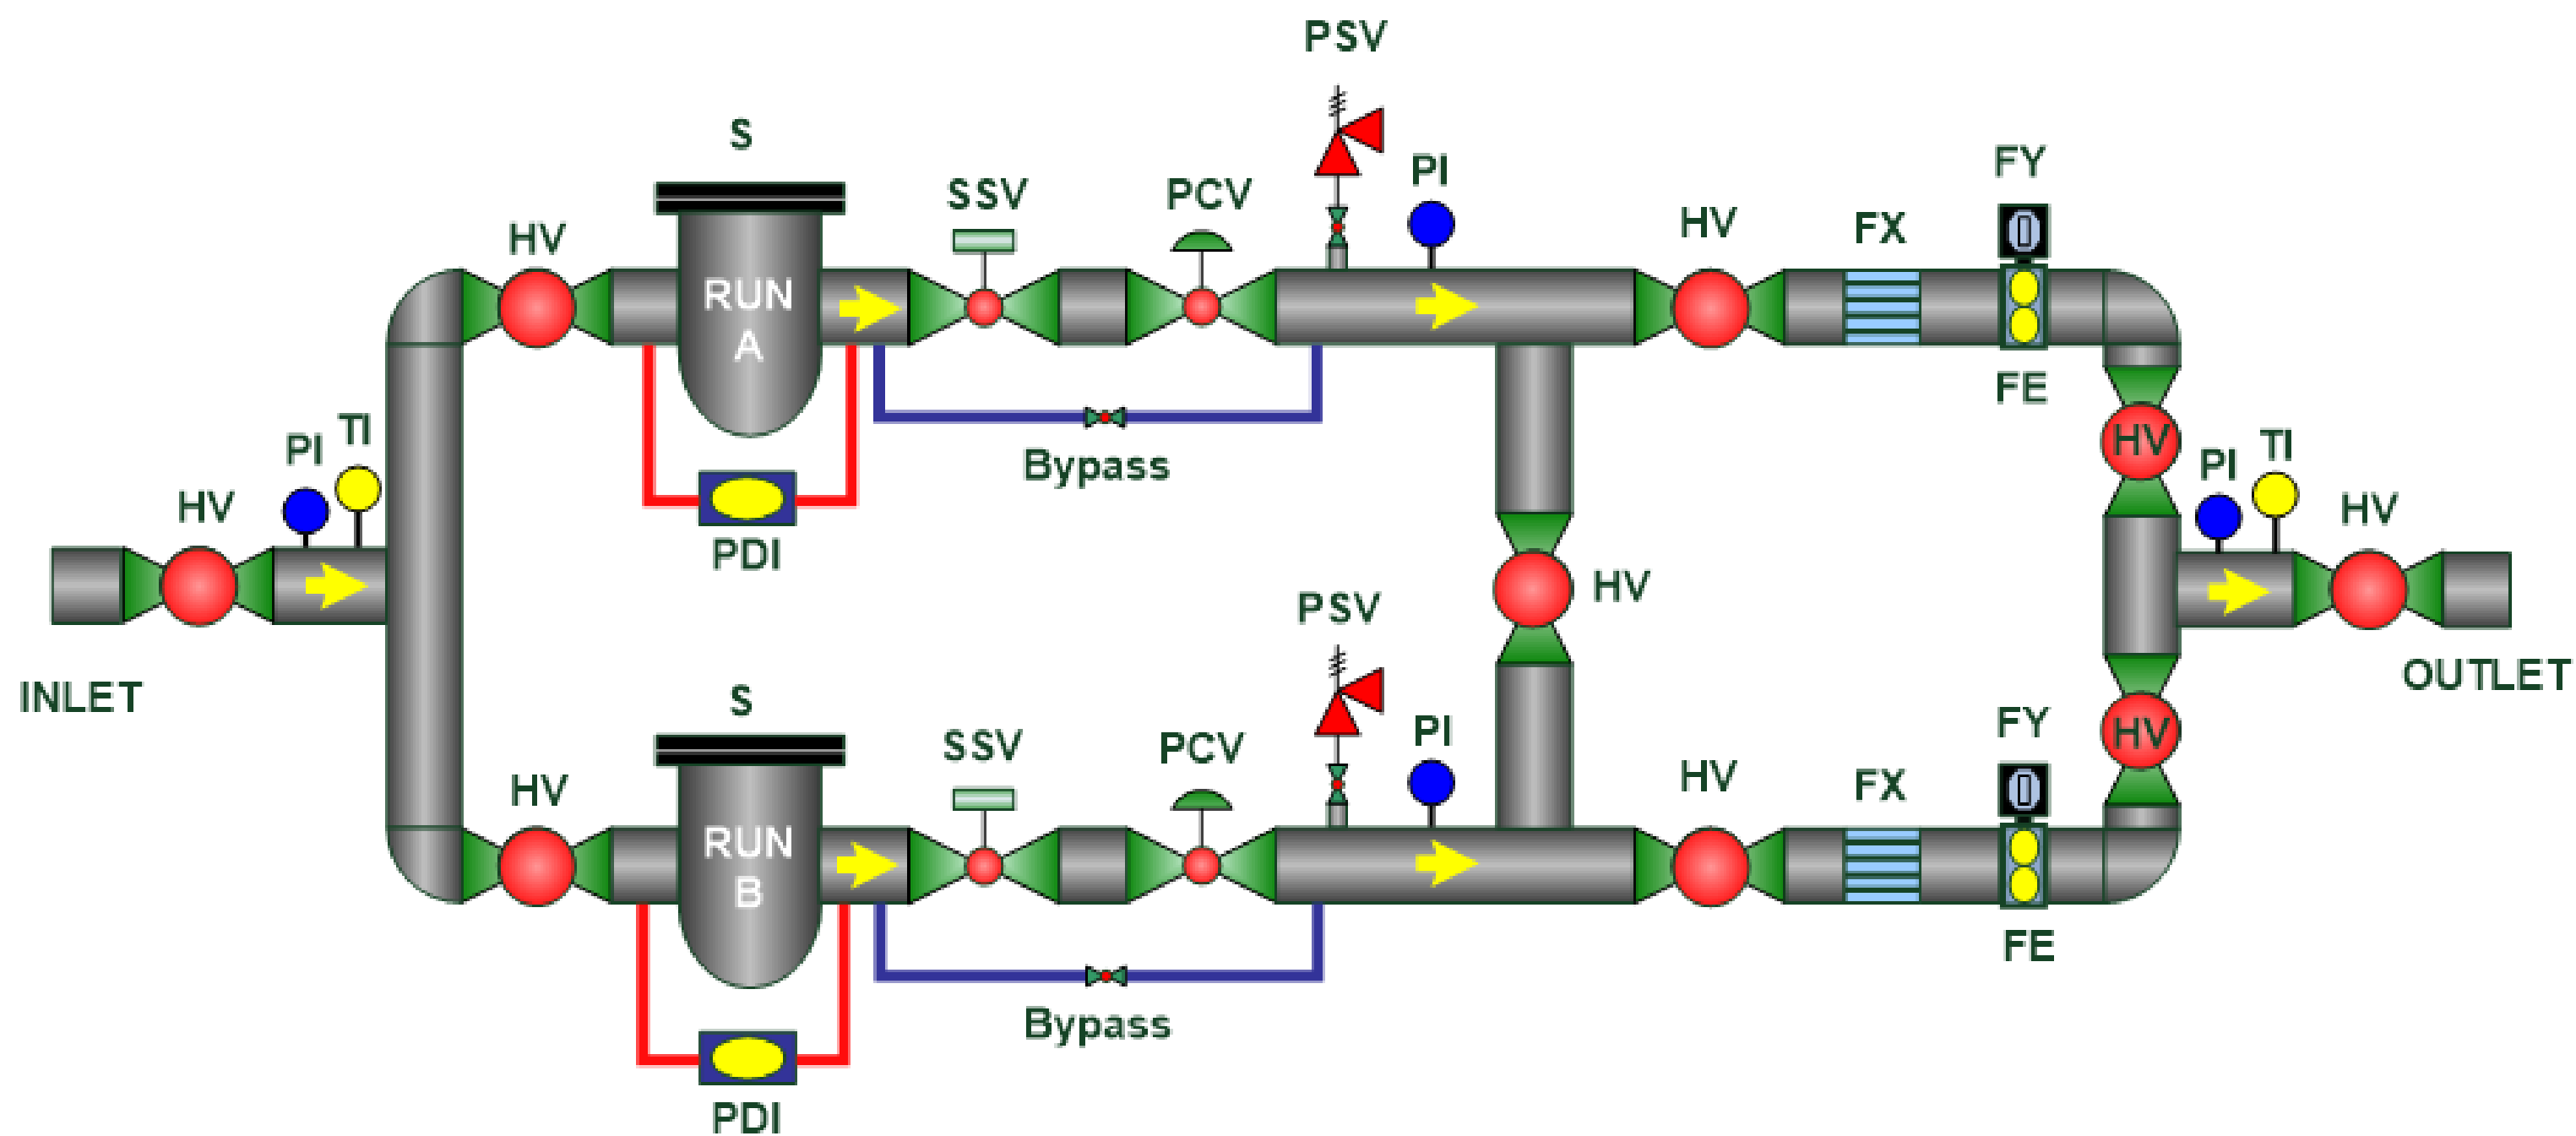 PSV
S
FY
PI
SSV
PCV
HV
FX
HV
RUN
A
FE
TI
PI
HV
TI
PI
Bypass
HV
HV
PDI
HV
PSV
INLET
OUTLET
S
FY
PI
SSV
PCV
HV
HV
FX
HV
RUN
B
FE
Bypass
PDI